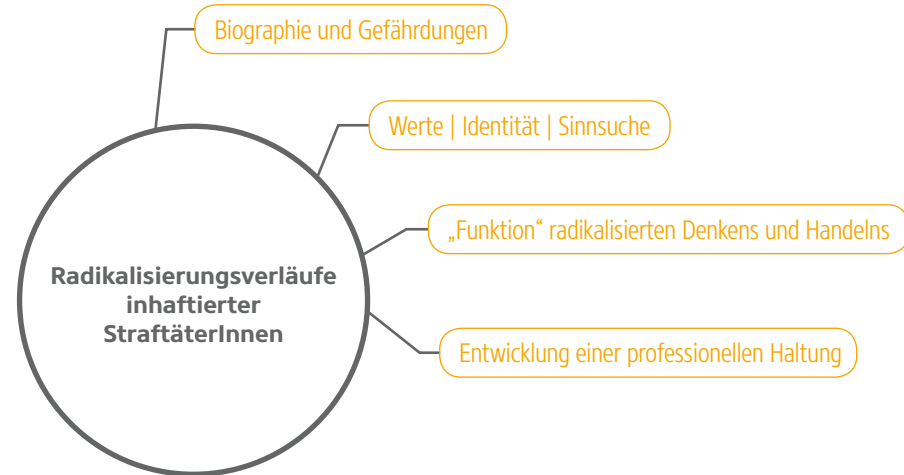 Biographie und Gefährdungen
Werte | Identität | Sinnsuche
„Funktion“ radikalisierten Denkens und Handelns
Radikalisierungsverläufe
inhaftierter
StraftäterInnen
Entwicklung einer professionellen Haltung